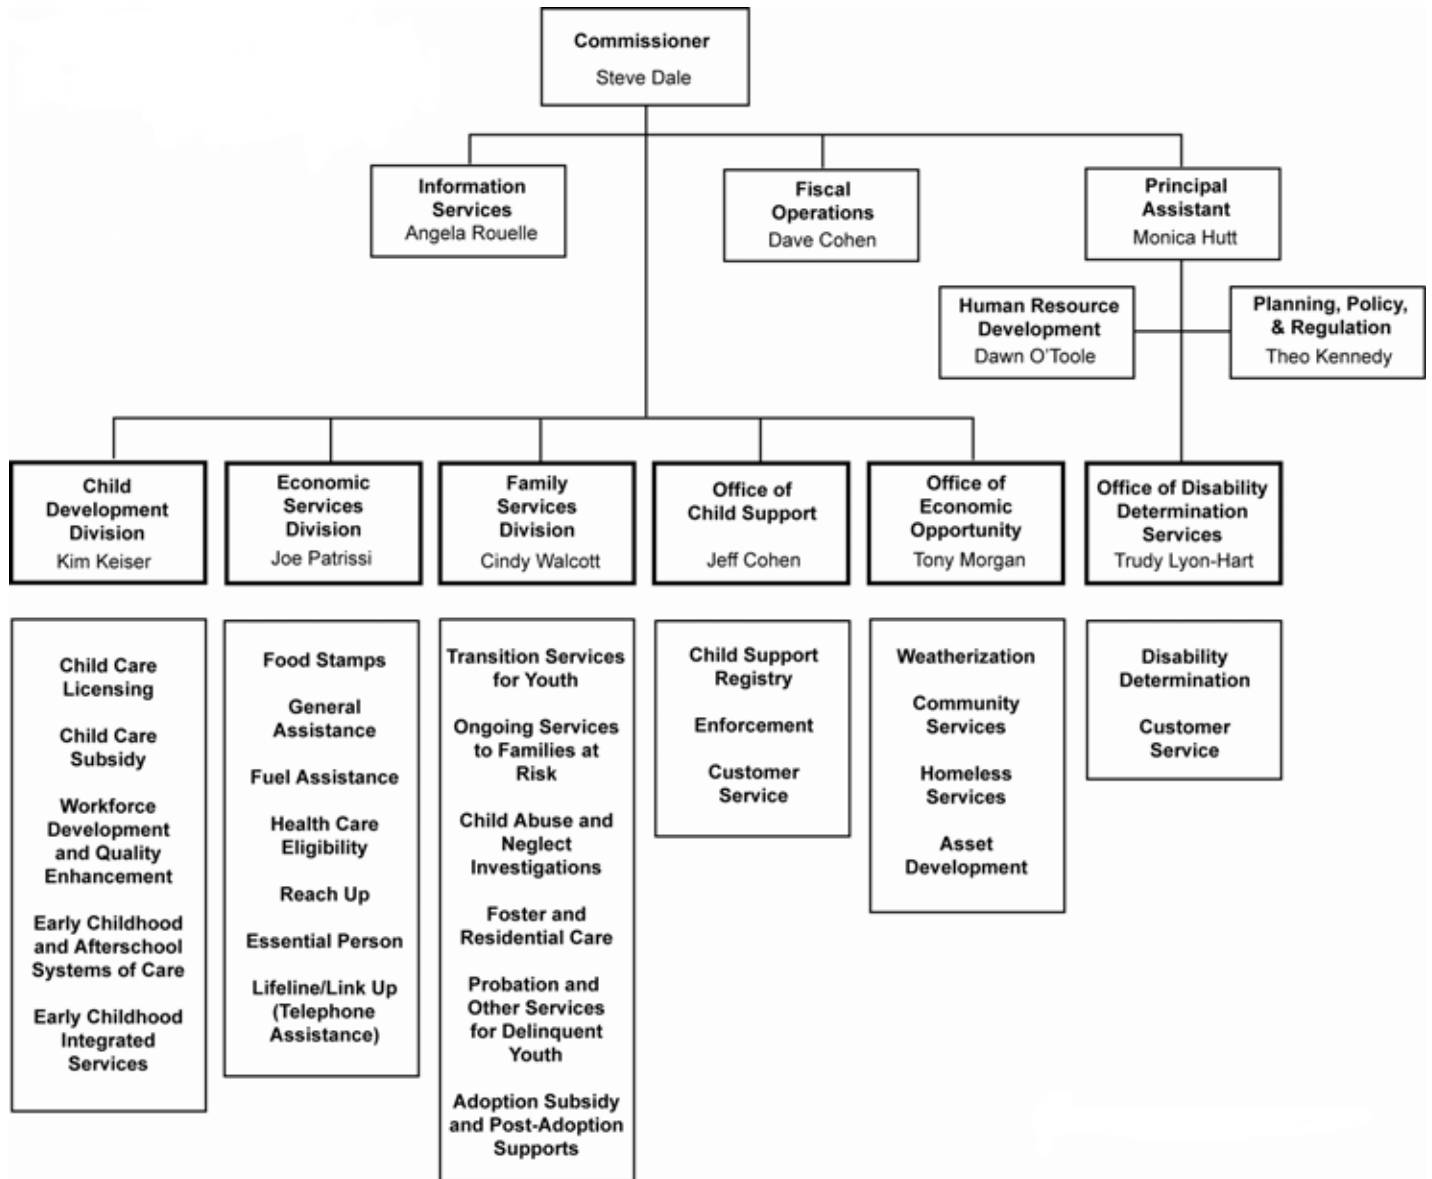 Commissioner
Steve Dale
Information
Services
Angela Rouelle
Fiscal
Operations
Dave Cohen
Principal
Assistant
Monica Hutt
Human Resource
Development
Dawn O'Toole
Planning, Policy,
& Regulation
Theo Kennedy
Child
Development
Division
Kim Keiser
Economic
Services
Division
Joe Patrissi
Family
Services
Division
Cindy Walcott
Office of
Child Support
Jeff Cohen
Office of
Economic
Opportunity
Tony Morgan
Office of Disability
Determination
Services
Trudy Lyon-Hart
Child Care
Licensing
Child Care
Subsidy
Workforce
Development
and Quality
Enhancement
Early Childhood
and Afterschool
Systems of Care
Early Childhood
Integrated
Services
Food Stamps
General
Assistance
Fuel Assistance
Health Care
Eligibility
Reach Up
Essential Person
Lifeline/Link Up
(Telephone
Assistance)
Transition Services
for Youth
Ongoing Services
to Families at
Risk
Child Abuse and
Neglect
Investigations
Foster and
Residential Care
Probation and
Other Services
for Delinquent
Youth
Adoption Subsidy
and Post-Adoption
Supports
Child Support
Registry
Enforcement
Customer
Service
Weatherization
Community
Services
Homeless
Services
Asset
Development
Disability
Determination
Customer
Service